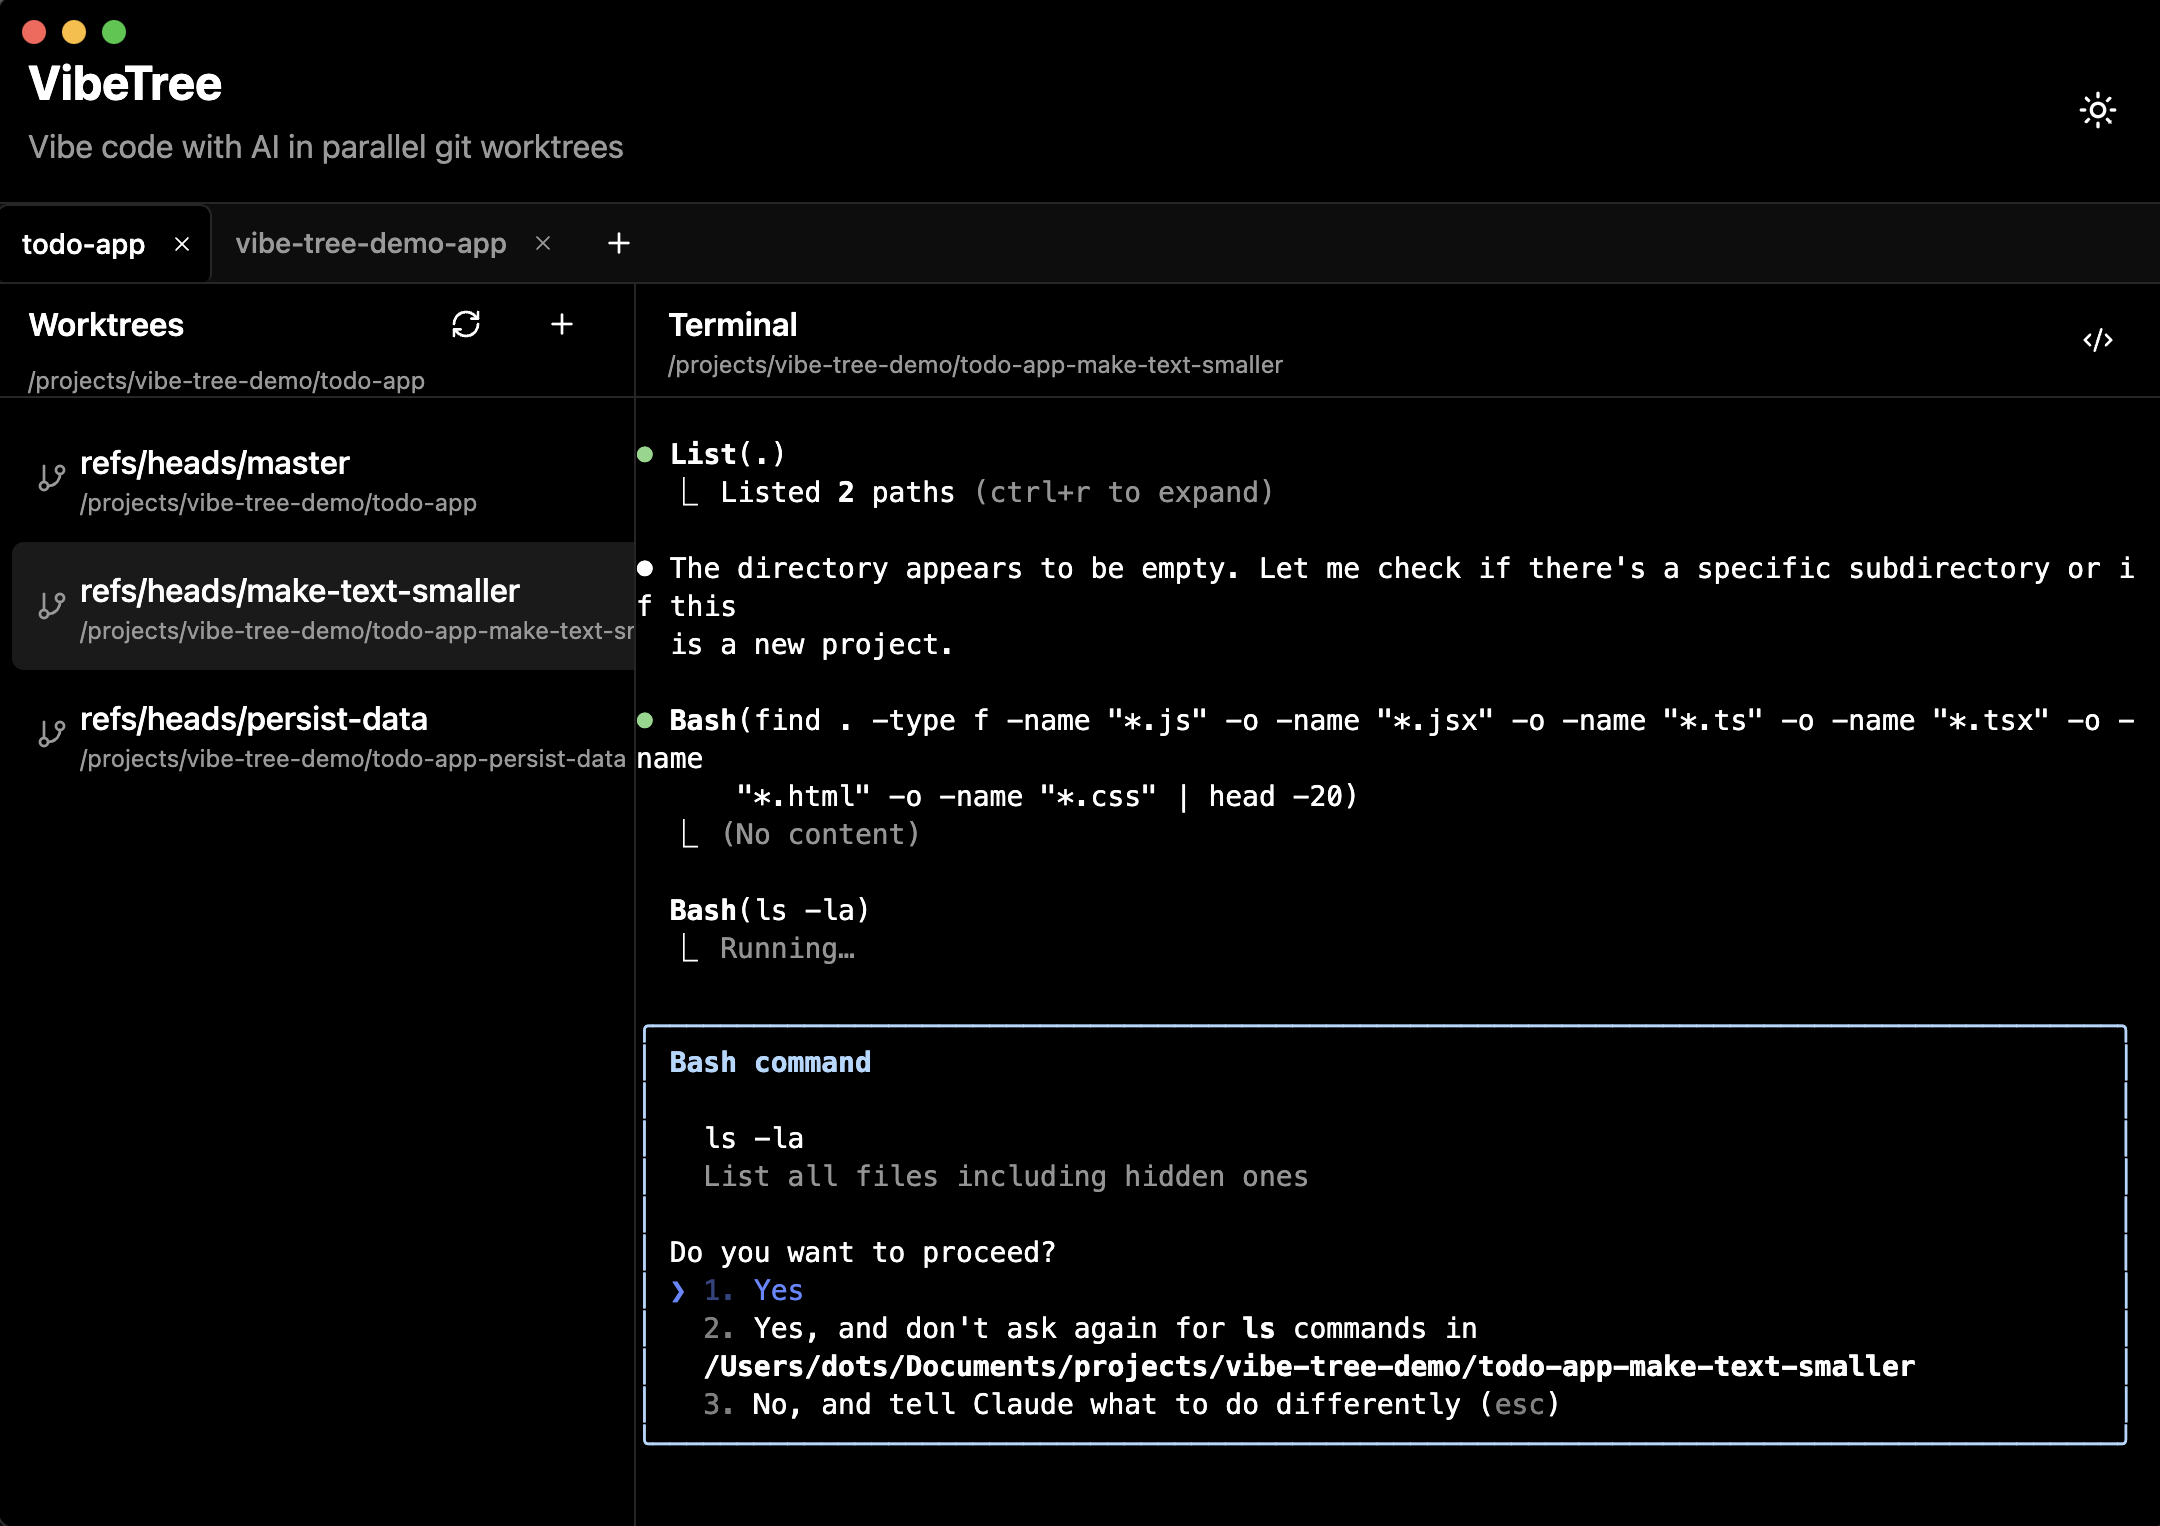 VibeTree
Vibe code with AI in parallel git worktrees
todo-app × vibe-tree-demo-app × +
Worktrees
/projects/vibe-tree-demo/todo-app
refs/heads/master
/projects/vibe-tree-demo/todo-app
refs/heads/make-text-smaller
/projects/vibe-tree-demo/todo-app-make-text-sm
refs/heads/persist-data
/projects/vibe-tree-demo/todo-app-persist-data
Terminal
/projects/vibe-tree-demo/todo-app-make-text-smaller
</>
● List(.)
⎿ Listed 2 paths (ctrl+r to expand)
● The directory appears to be empty. Let me check if there's a specific subdirectory or i
f this
is a new project.
● Bash(find . -type f -name "*.js" -o -name "*.jsx" -o -name "*.ts" -o -name "*.tsx" -o -
name
"*.html" -o -name "*.css" | head -20)
⎿ (No content)
Bash(ls -la)
⎿ Running…
Bash command
ls -la
List all files including hidden ones
Do you want to proceed?
❯ 1. Yes
2. Yes, and don't ask again for ls commands in
/Users/dots/Documents/projects/vibe-tree-demo/todo-app-make-text-smaller
3. No, and tell Claude what to do differently (esc)